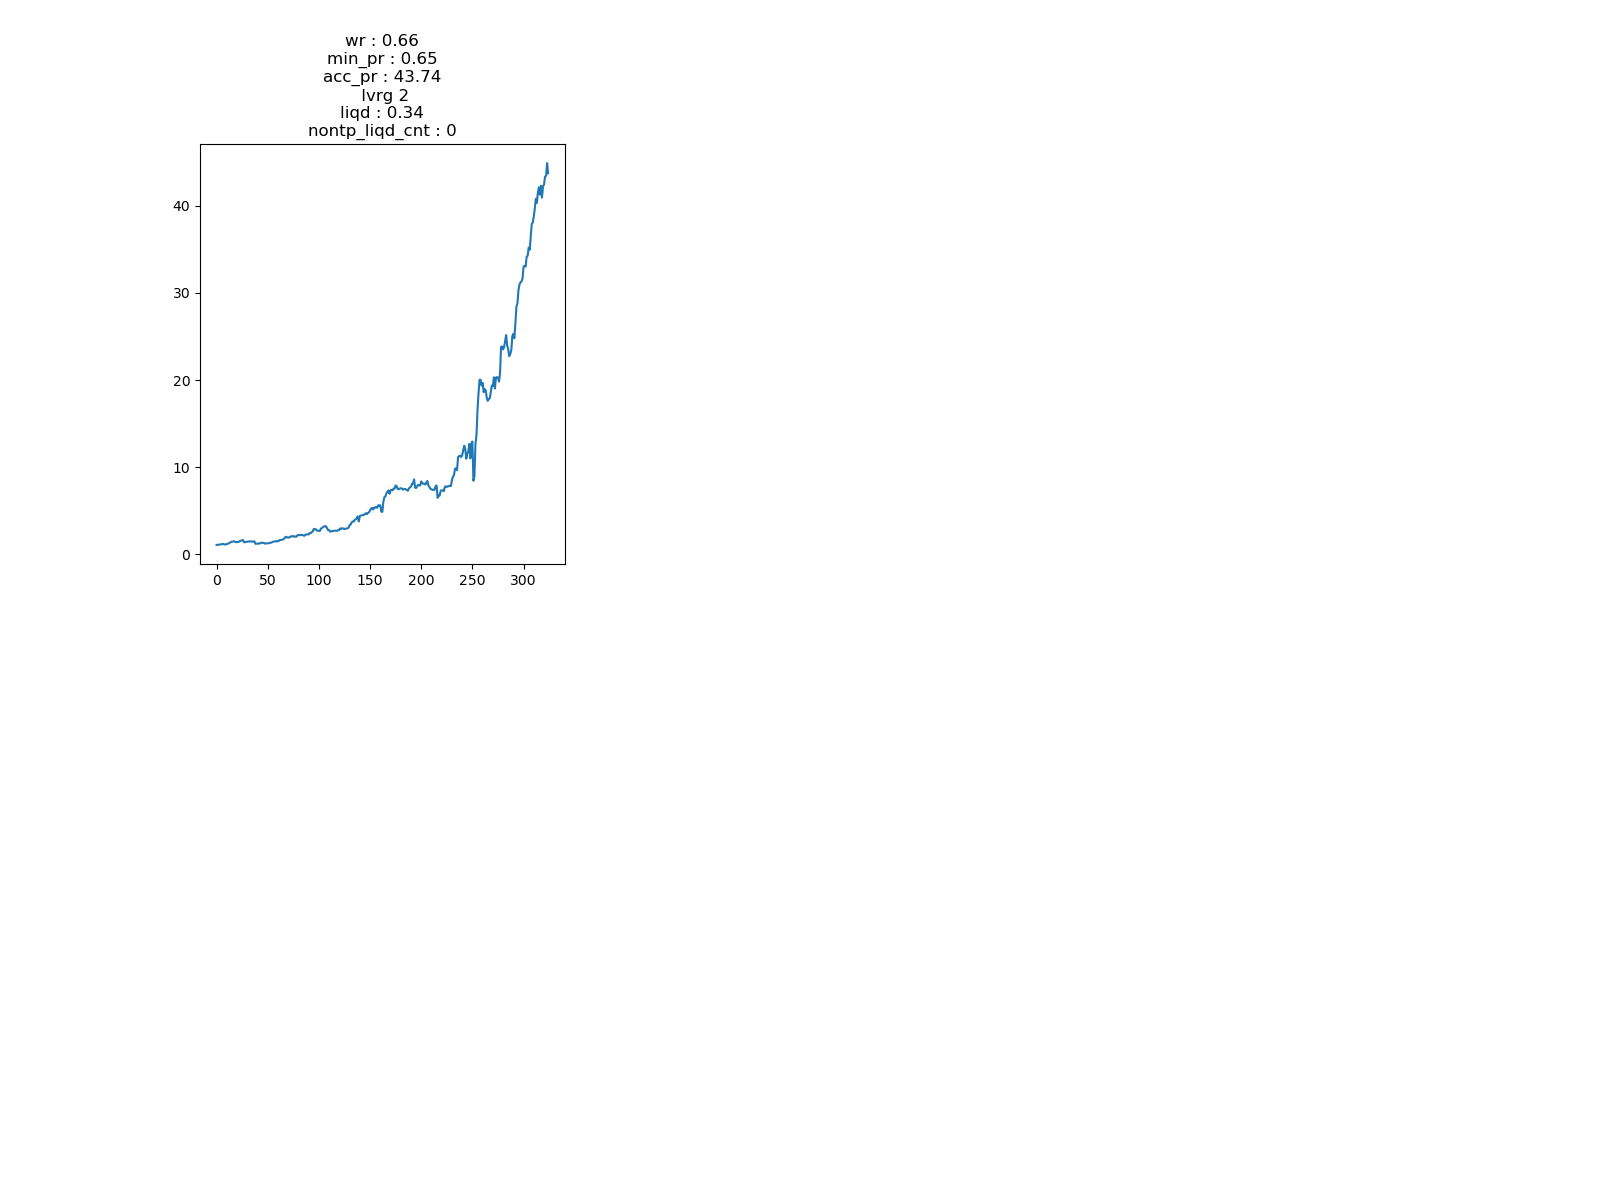 wr : 0.66
min_pr : 0.65
acc_pr : 43.74
lvrg 2
liqd : 0.34
nontp_liqd_cnt : 0
40
30
20
10
0
0 50 100 150 200 250 300